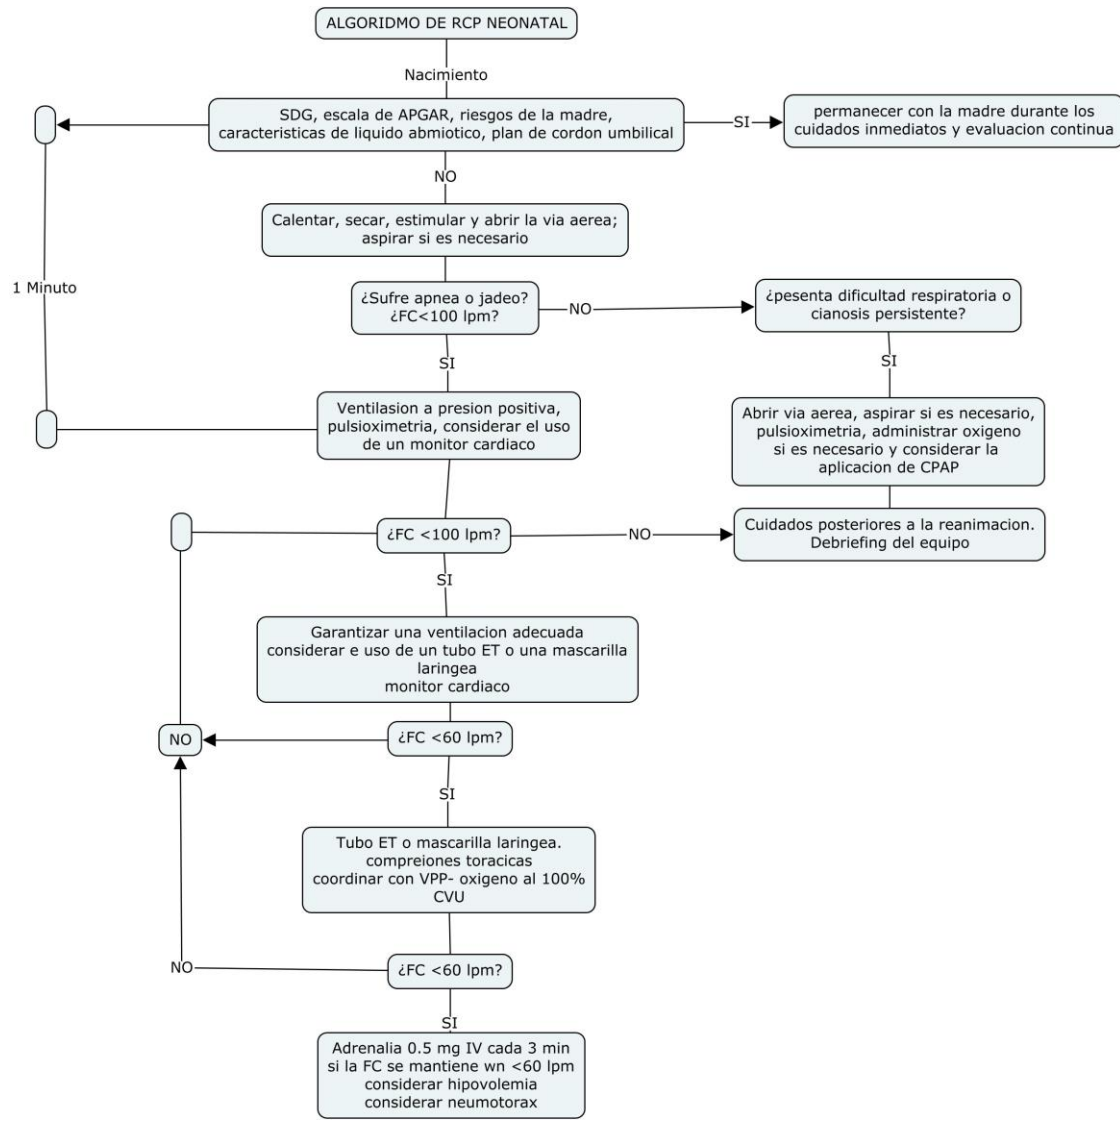 ALGORIDMO DE RCP NEONATAL
Nacimiento
SDG, escala de APGAR, riesgos de la madre,
caracteristicas de liquido abmiotico, plan de cordon umbilical
SI
permanecer con la madre durante los
cuidados inmediatos y evaluacion continua
NO
Calentar, secar, estimular y abrir la via aerea;
aspirar si es necesario
1 Minuto
¿Sufre apnea o jadeo?
¿FC<100 lpm?
NO
¿pesenta dificultad respiratoria o
cianosis persistente?
SI
SI
Ventilasion a presion positiva,
pulsioximetria, considerar el uso
de un monitor cardiaco
Abrir via aerea, aspirar si es necesario,
pulsioximetria, administrar oxigeno
si es necesario y considerar la
aplicacion de CPAP
¿FC <100 lpm?
NO
Cuidados posteriores a la reanimacion.
Debriefing del equipo
SI
Garantizar una ventilacion adecuada
considerar e uso de un tubo ET o una mascarilla
laringea
monitor cardiaco
NO
¿FC <60 lpm?
SI
Tubo ET o mascarilla laringea.
compreiones toracicas
coordinar con VPP- oxigeno al 100%
CVU
NO
¿FC <60 lpm?
SI
Adrenalia 0.5 mg IV cada 3 min
si la FC se mantiene wn <60 lpm
considerar hipovolemia
considerar neumotorax